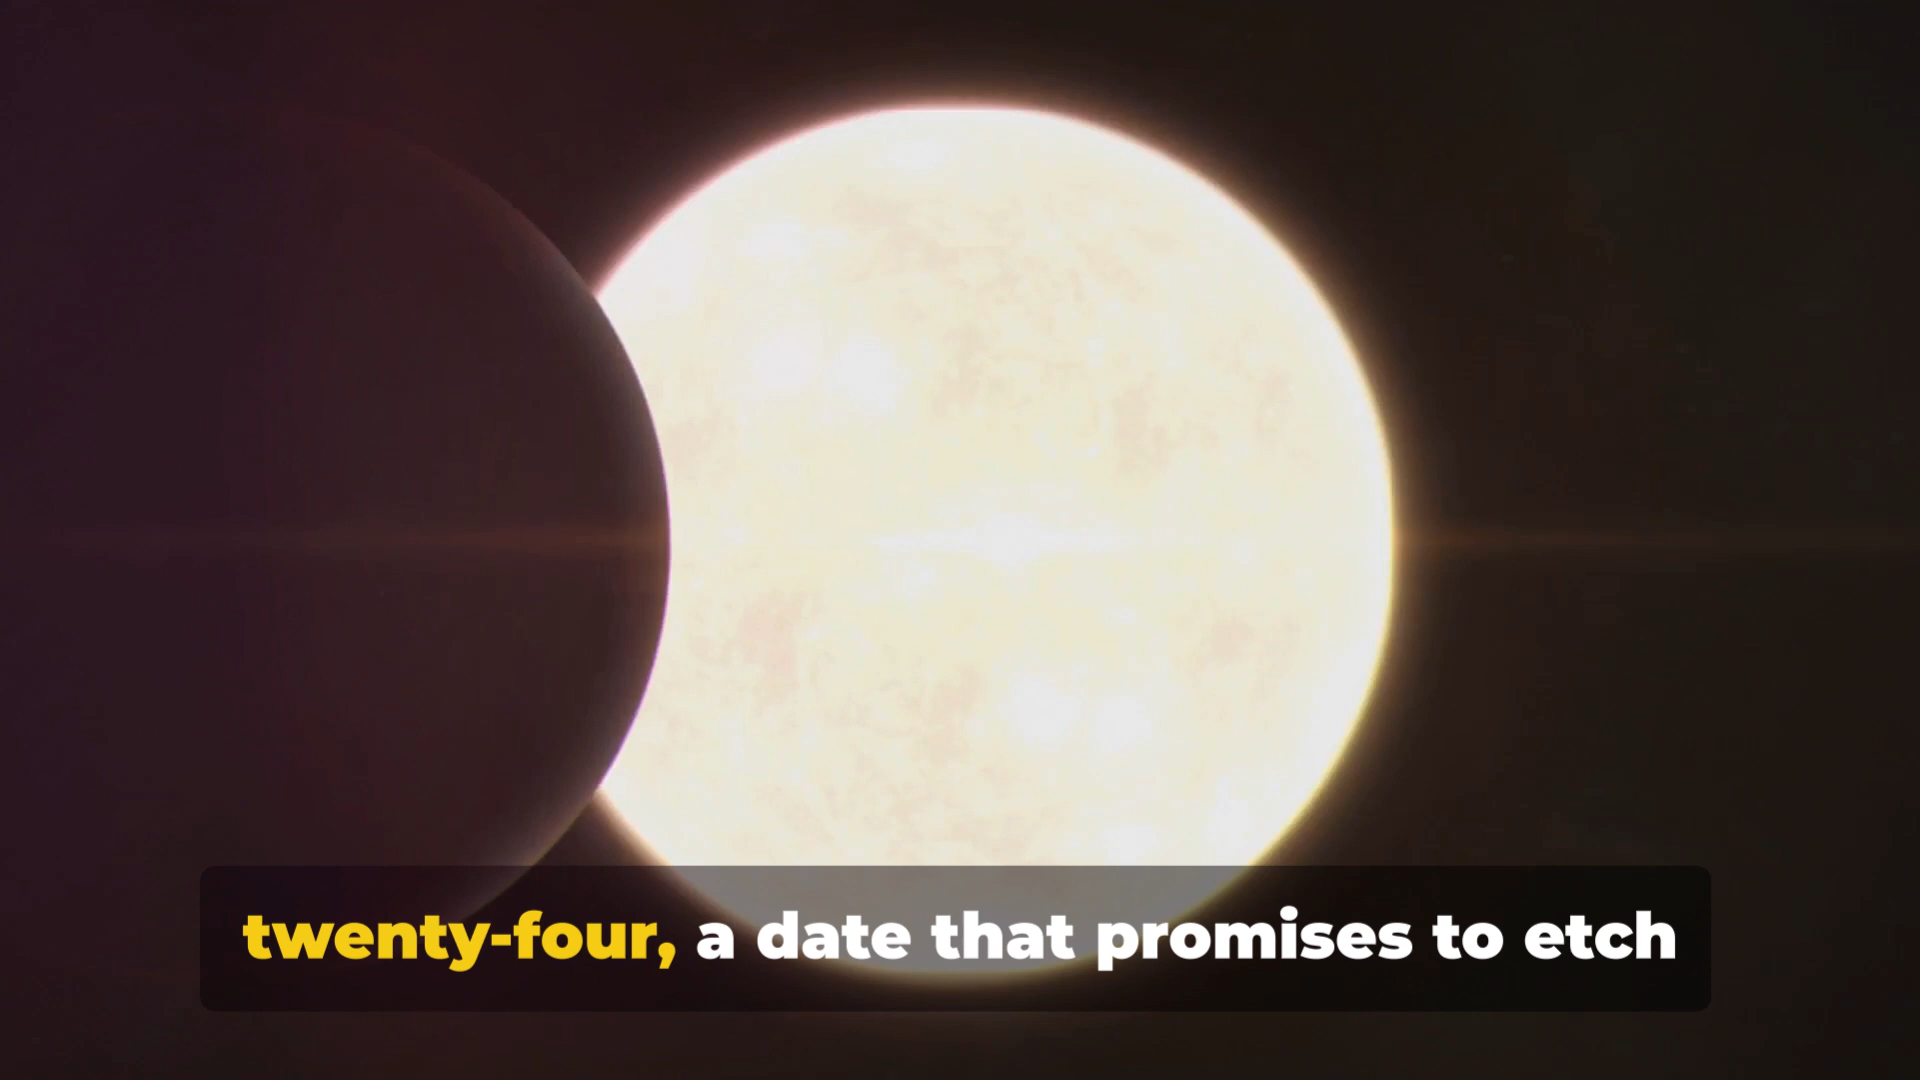 twenty-four, a date that promises to etch